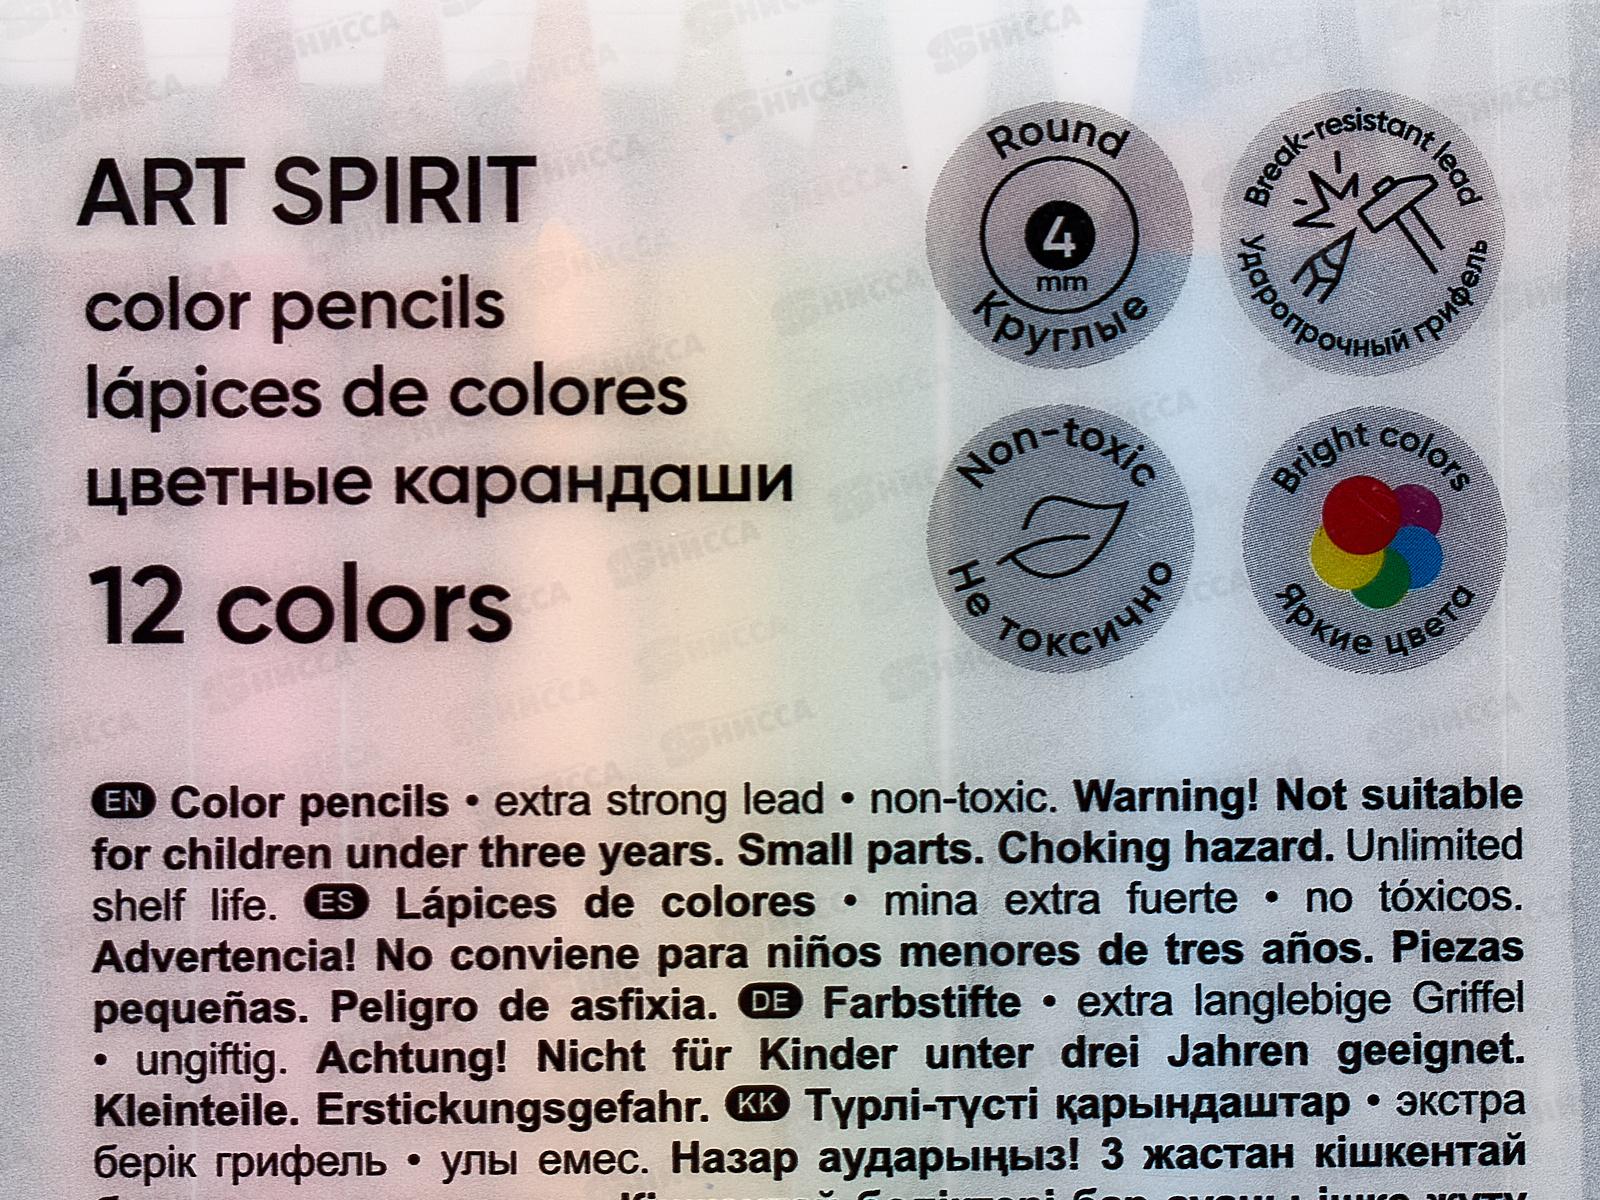 ART SPIRIT
color pencils
lápices de colores
цветные карандаши
12 colors
Round
4
mm
Круглые
Break-resistant lead
Ударопрочный грифель
Non-toxic
Не токсично
Bright colors
Яркие цвета
EN Color pencils • extra strong lead • non-toxic. Warning! Not suitable
for children under three years. Small parts. Choking hazard. Unlimited
shelf life. ES Lápices de colores • mina extra fuerte • no tóxicos.
Advertencia! No conviene para niños menores de tres años. Piezas
pequeñas. Peligro de asfixia. DE Farbstifte • extra langlebige Griffel
• ungiftig. Achtung! Nicht für Kinder unter drei Jahren geeignet.
Kleinteile. Erstickungsgefahr. KK Түрлі-түсті қарындаштар • экстра
берік грифель • улы емес. Назар аударыңыз! 3 жастан кішкентай
НИССА